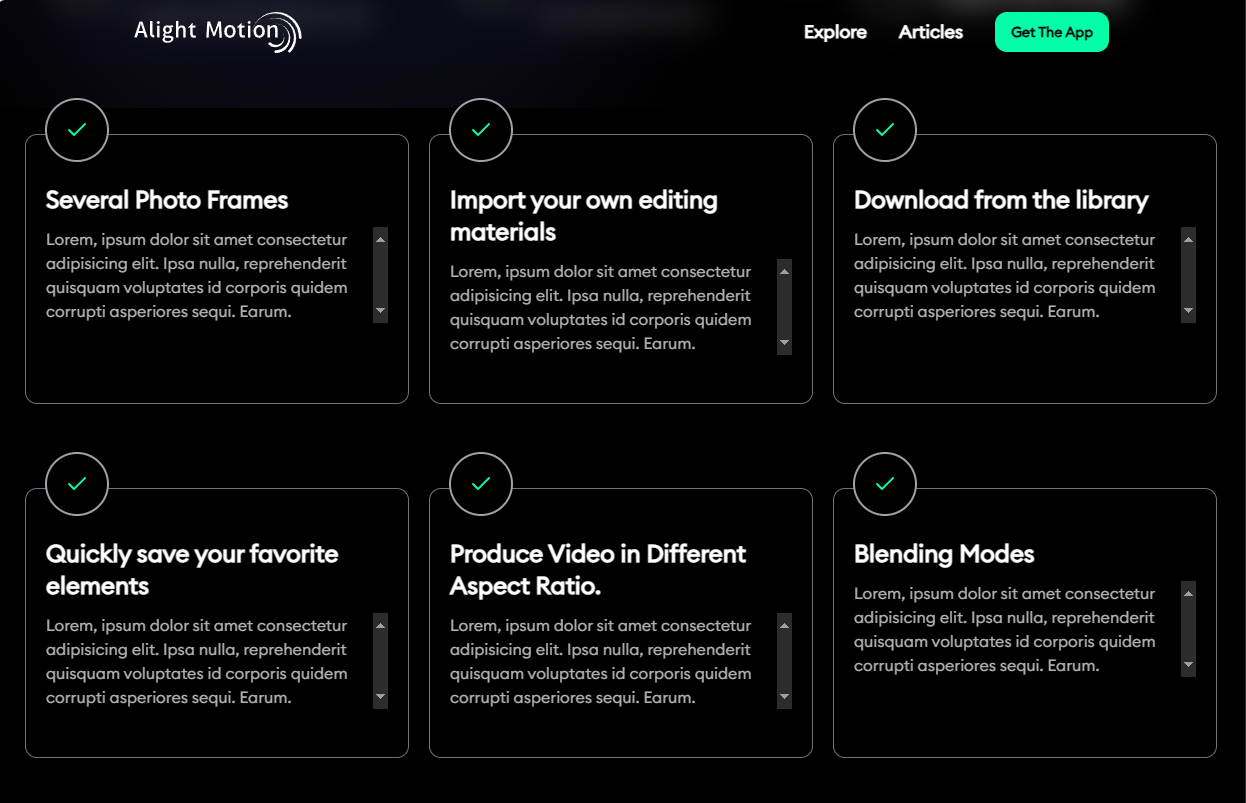 Alight Motion
Explore
Articles
Get The App
Several Photo Frames
Lorem, ipsum dolor sit amet consectetur
adipisicing elit. Ipsa nulla, reprehenderit
quisquam voluptates id corporis quidem
corrupti asperiores sequi. Earum.
Import your own editing
materials
Lorem, ipsum dolor sit amet consectetur
adipisicing elit. Ipsa nulla, reprehenderit
quisquam voluptates id corporis quidem
corrupti asperiores sequi. Earum.
Download from the library
Lorem, ipsum dolor sit amet consectetur
adipisicing elit. Ipsa nulla, reprehenderit
quisquam voluptates id corporis quidem
corrupti asperiores sequi. Earum.
Quickly save your favorite
elements
Lorem, ipsum dolor sit amet consectetur
adipisicing elit. Ipsa nulla, reprehenderit
quisquam voluptates id corporis quidem
corrupti asperiores sequi. Earum.
Produce Video in Different
Aspect Ratio.
Lorem, ipsum dolor sit amet consectetur
adipisicing elit. Ipsa nulla, reprehenderit
quisquam voluptates id corporis quidem
corrupti asperiores sequi. Earum.
Blending Modes
Lorem, ipsum dolor sit amet consectetur
adipisicing elit. Ipsa nulla, reprehenderit
quisquam voluptates id corporis quidem
corrupti asperiores sequi. Earum.